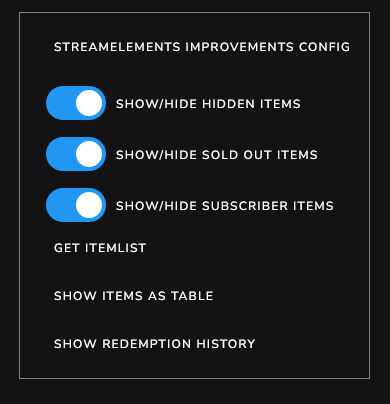 STREAMELEMENTS IMPROVEMENTS CONFIG
SHOW/HIDE HIDDEN ITEMS
SHOW/HIDE SOLD OUT ITEMS
SHOW/HIDE SUBSCRIBER ITEMS
GET ITEMLIST
SHOW ITEMS AS TABLE
SHOW REDEMPTION HISTORY